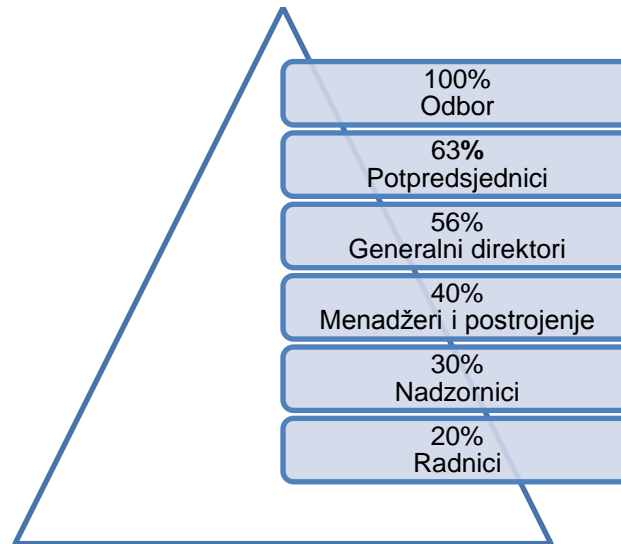 100%
Odbor
63%
Potpredsjednici
56%
Generalni direktori
40%
Menadžeri i postrojenje
30%
Nadzornici
20%
Radnici